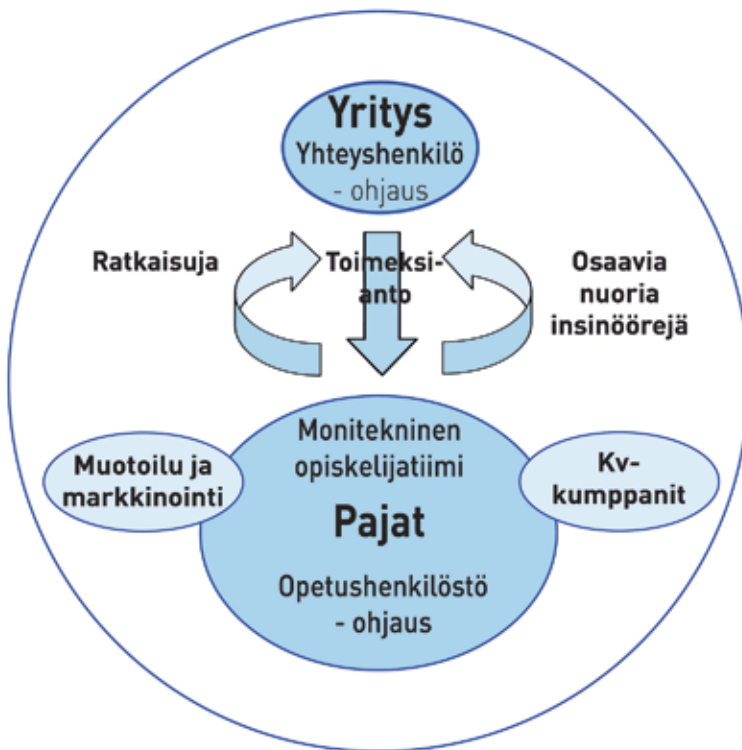 Yritys
Yhteyshenkilö
- ohjaus
Ratkaisuja
Toimeksi-
anto
Osaavia
nuoria
insinöörejä
Monitekninen
opiskelijatiimi
Muotoilu ja
markkinointi
Pajat
Kv-
kumppanit
Opetushenkilöstö
- ohjaus